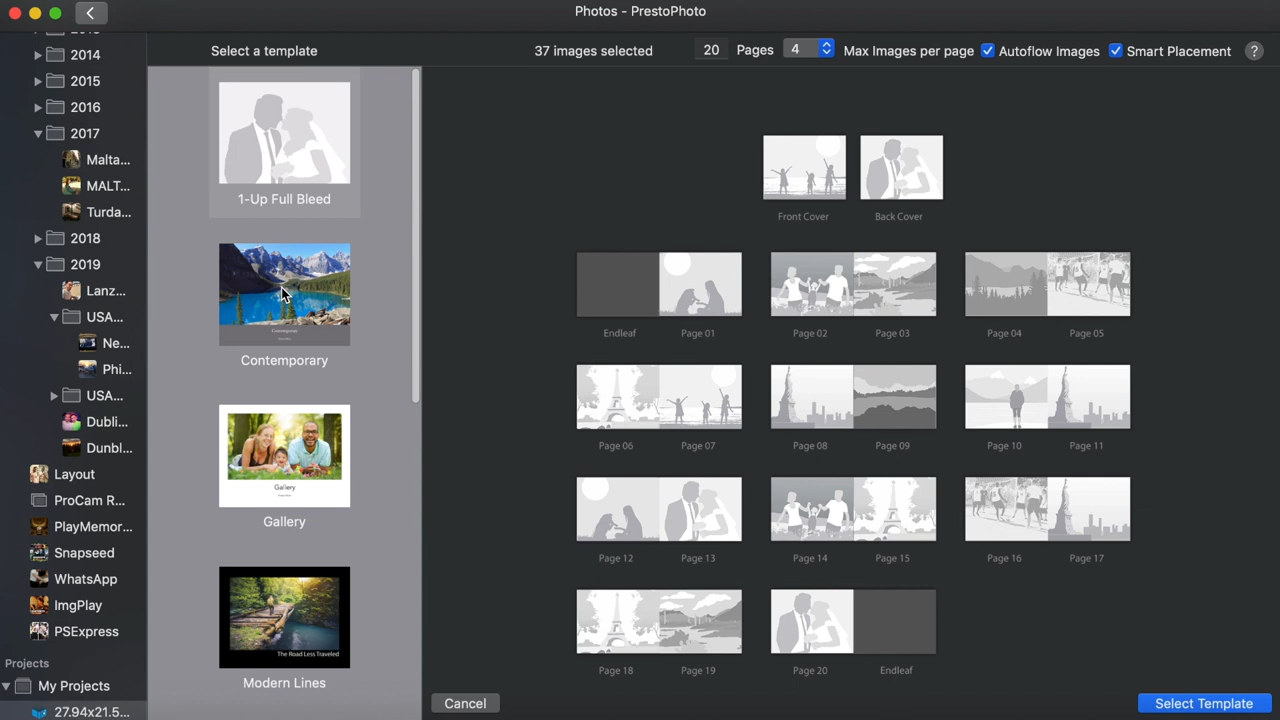 Photos - PrestoPhoto
Select a template
37 images selected
20 Pages 4 Max Images per page Autoflow Images Smart Placement ?
2014
2015
2016
2017
Malta...
MALT...
Turda...
2018
2019
Lanz...
USA...
Ne...
Phi...
USA...
Dubli...
Dunbl...
Layout
ProCam R...
PlayMemor...
Snapseed
WhatsApp
ImgPlay
PSExpress
Projects
My Projects
27.94x21.5...
1-Up Full Bleed
Contemporary
Contemporary
Gallery
Gallery
The Road Less Traveled
Modern Lines
Front Cover Back Cover
Endleaf Page 01 Page 02 Page 03 Page 04 Page 05
Page 06 Page 07 Page 08 Page 09 Page 10 Page 11
Page 12 Page 13 Page 14 Page 15 Page 16 Page 17
Page 18 Page 19 Page 20 Endleaf
Cancel
Select Template